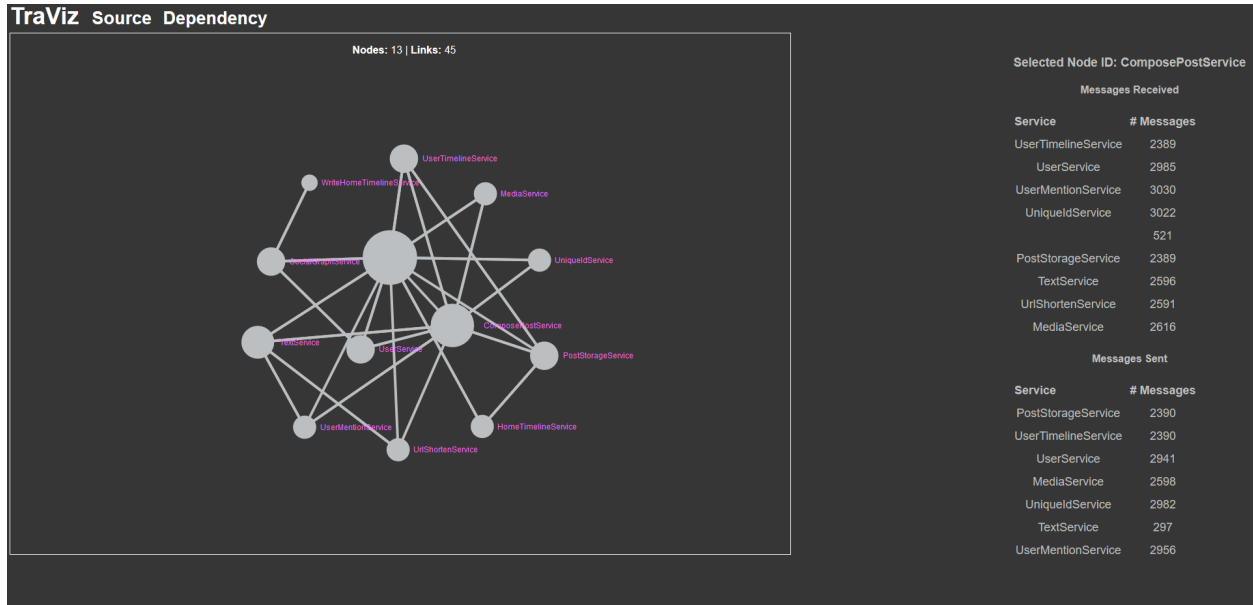 TraViz Source Dependency
Nodes: 13 | Links: 45
UserTimelineService
WriteHomeTimelineService
MediaService
SocialGraphService
UniqueIdService
ComposePostService
TextService
UserService
PostStorageService
UserMentionService
HomeTimelineService
UrlShortenService
Selected Node ID: ComposePostService
Messages Received
Service # Messages
UserTimelineService 2389
UserService 2985
UserMentionService 3030
UniqueIdService 3022
521
PostStorageService 2389
TextService 2596
UrlShortenService 2591
MediaService 2616
Messages Sent
Service # Messages
PostStorageService 2390
UserTimelineService 2390
UserService 2941
MediaService 2598
UniqueIdService 2982
TextService 297
UserMentionService 2956